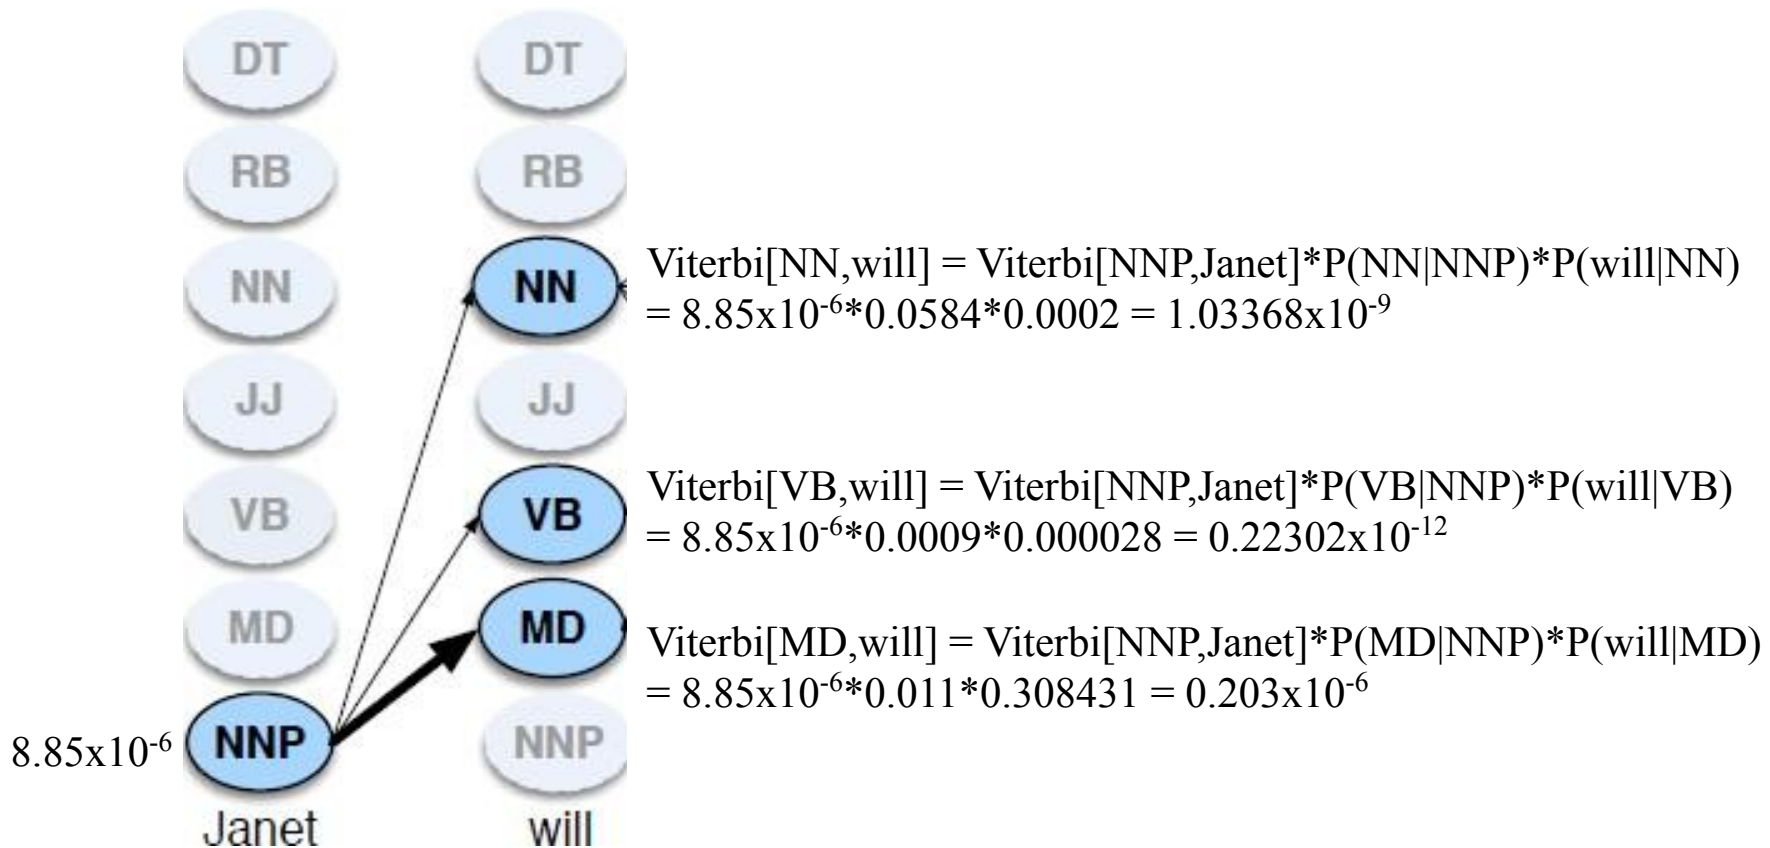 DT DT
RB RB
NN NN
Viterbi[NN,will] = Viterbi[NNP,Janet]*P(NN|NNP)*P(will|NN)
= 8.85x10⁻⁶*0.0584*0.0002 = 1.03368x10⁻⁹
JJ JJ
VB VB
Viterbi[VB,will] = Viterbi[NNP,Janet]*P(VB|NNP)*P(will|VB)
= 8.85x10⁻⁶*0.0009*0.000028 = 0.22302x10⁻¹²
MD MD
Viterbi[MD,will] = Viterbi[NNP,Janet]*P(MD|NNP)*P(will|MD)
= 8.85x10⁻⁶*0.011*0.308431 = 0.203x10⁻⁶
8.85x10⁻⁶ NNP NNP
Janet will